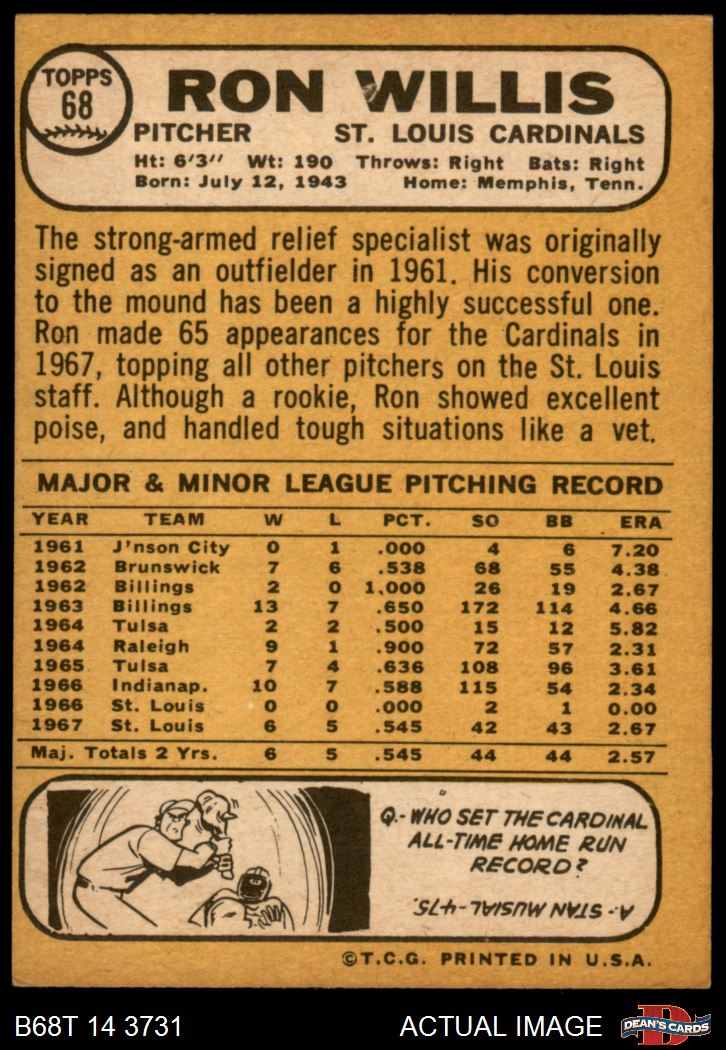 TOPPS
68
RON WILLIS
PITCHER ST. LOUIS CARDINALS
Ht: 6'3" Wt: 190 Throws: Right Bats: Right
Born: July 12, 1943 Home: Memphis, Tenn.
The strong-armed relief specialist was originally
signed as an outfielder in 1961. His conversion
to the mound has been a highly successful one.
Ron made 65 appearances for the Cardinals in
1967, topping all other pitchers on the St. Louis
staff. Although a rookie, Ron showed excellent
poise, and handled tough situations like a vet.
MAJOR & MINOR LEAGUE PITCHING RECORD
YEAR TEAM W L PCT. SO BB ERA
1961 J'nson City 0 1 .000 4 6 7.20
1962 Brunswick 7 6 .538 68 55 4.38
1962 Billings 2 0 1.000 26 19 2.67
1963 Billings 13 7 .650 172 114 4.66
1964 Tulsa 2 2 .500 15 12 5.82
1964 Raleigh 9 1 .900 72 57 2.31
1965 Tulsa 7 4 .636 108 96 3.61
1966 Indianap. 10 7 .588 115 54 2.34
1966 St. Louis 0 0 .000 2 1 0.00
1967 St. Louis 6 5 .545 42 43 2.67
Maj. Totals 2 Yrs. 6 5 .545 44 44 2.57
Q.- WHO SET THE CARDINAL
ALL-TIME HOME RUN
RECORD?
A.- STAN MUSIAL-475.
©T.C.G. PRINTED IN U.S.A.
B68T 14 3731 ACTUAL IMAGE
D
DEAN'S CARDS